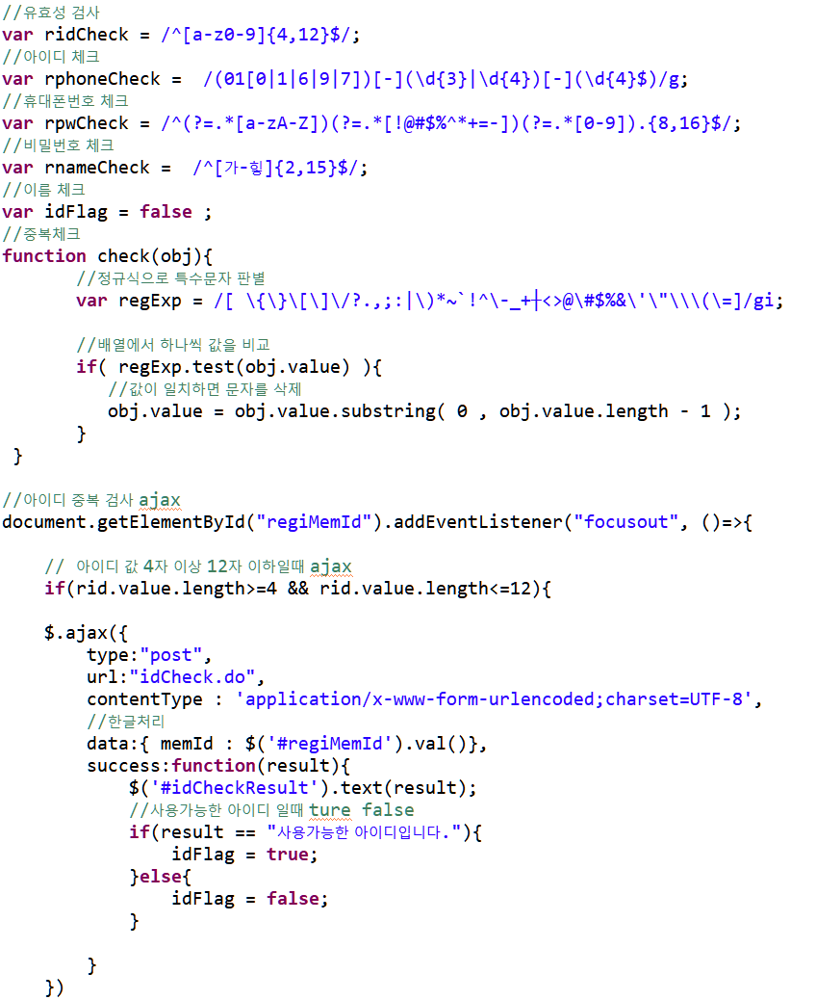 //유효성 검사
var ridCheck = /^[a-z0-9]{4,12}$/;
//아이디 체크
var rphoneCheck =  /(01[0|1|6|9|7])[-](\d{3}|\d{4})[-](\d{4}$)/g;
//휴대폰번호 체크
var rpwCheck = /^(?=.*[a-zA-Z])(?=.*[!@#$%^*+=-])(?=.*[0-9]).{8,16}$/;
//비밀번호 체크
var rnameCheck =  /^[가-힣]{2,15}$/;
//이름 체크
var idFlag = false ;
//중복체크
function check(obj){
//정규식으로 특수문자 판별
var regExp = /[ \{\}\[\]\/?.,;:|\)*~`!^\-_+┼<>@\#$%&\'\"\\\(\=]/gi;
//배열에서 하나씩 값을 비교
if( regExp.test(obj.value) ){
//값이 일치하면 문자를 삭제
obj.value = obj.value.substring( 0 , obj.value.length - 1 );
}
}
//아이디 중복 검사 ajax
document.getElementById("regiMemId").addEventListener("focusout", ()=>{
// 아이디 값 4자 이상 12자 이하일때 ajax
if(rid.value.length>=4 && rid.value.length<=12){
$.ajax({
type:"post",
url:"idCheck.do",
contentType : 'application/x-www-form-urlencoded;charset=UTF-8',
//한글처리
data:{ memId : $('#regiMemId').val()},
success:function(result){
$('#idCheckResult').text(result);
//사용가능한 아이디 일때 ture false
if(result == "사용가능한 아이디입니다."){
idFlag = true;
}else{
idFlag = false;
}
}
})